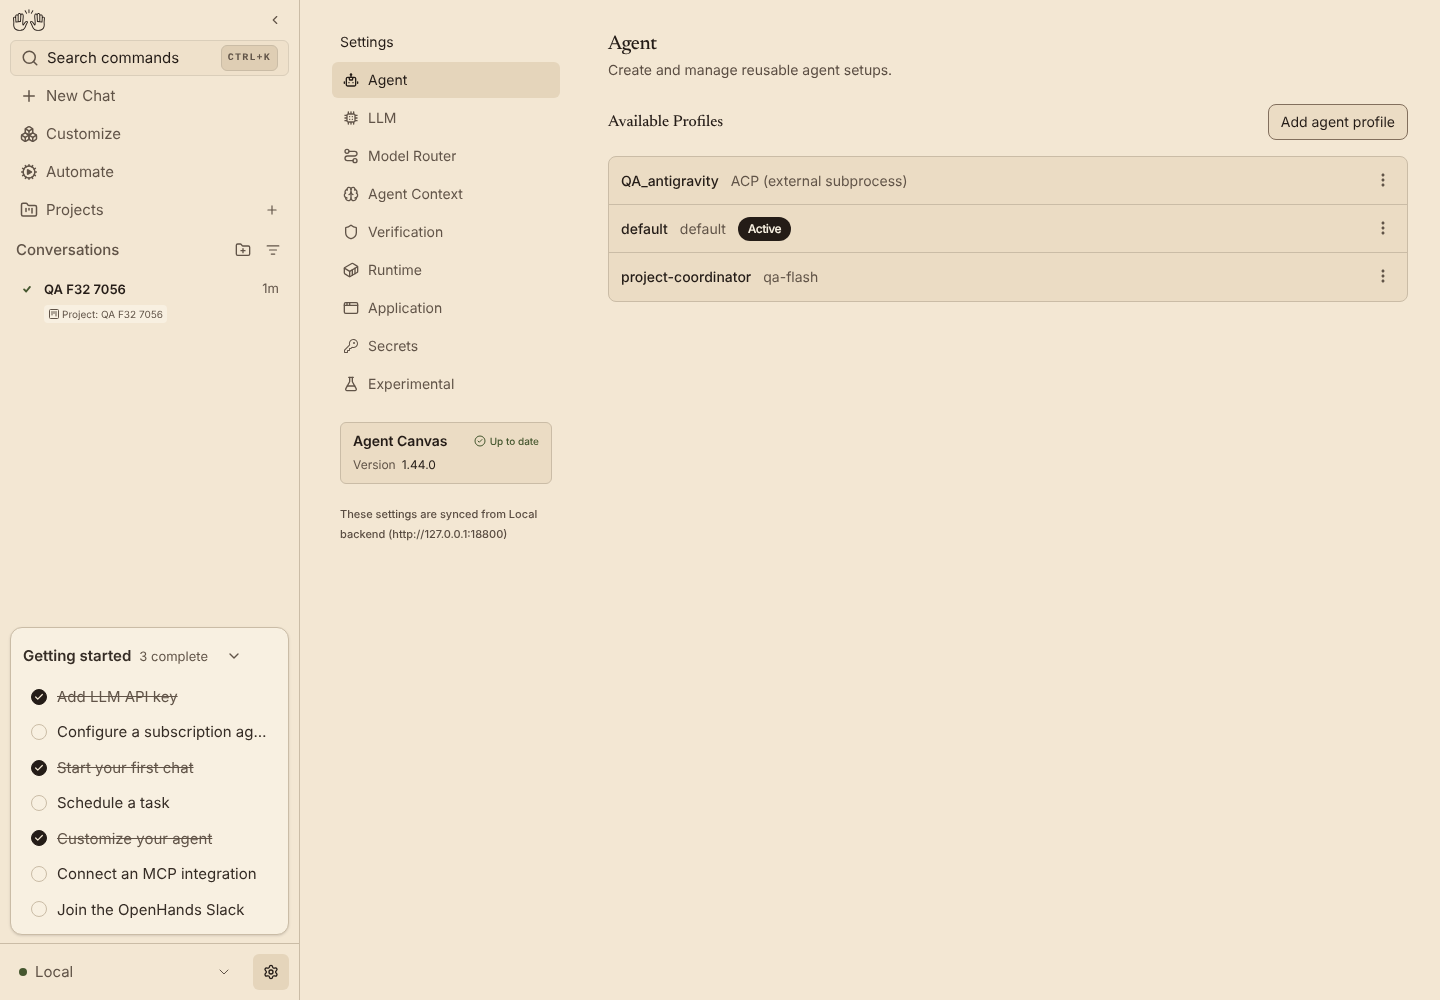 Search commands CTRL+K
New Chat
Customize
Automate
Projects
Conversations
QA F32 7056 1m
Project: QA F32 7056
Getting started 3 complete
Add LLM API key
Configure a subscription ag...
Start your first chat
Schedule a task
Customize your agent
Connect an MCP integration
Join the OpenHands Slack
Local
Settings
Agent
LLM
Model Router
Agent Context
Verification
Runtime
Application
Secrets
Experimental
Agent Canvas Up to date
Version 1.44.0
These settings are synced from Local
backend (http://127.0.0.1:18800)
Agent
Create and manage reusable agent setups.
Available Profiles Add agent profile
QA_antigravity ACP (external subprocess)
default default Active
project-coordinator qa-flash